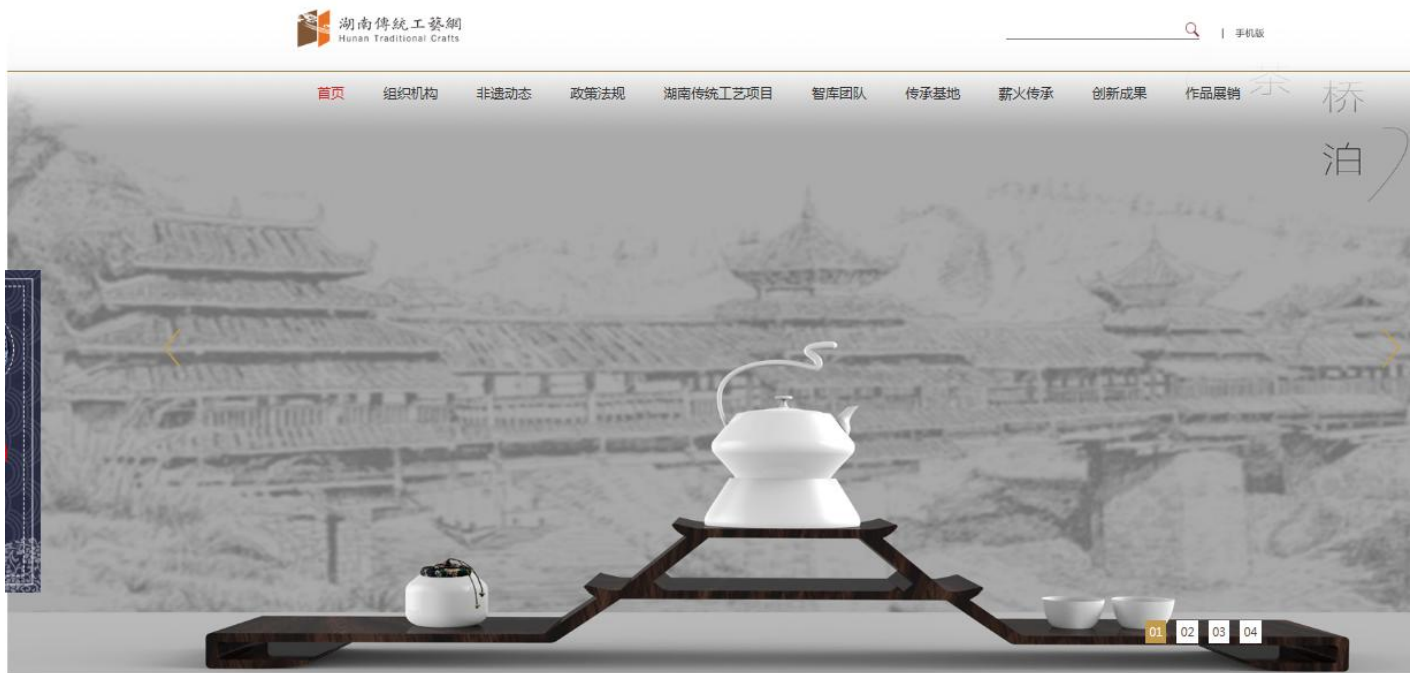 湖南傳統工藝網
Hunan Traditional Crafts
| 手机版
首页 组织机构 非遗动态 政策法规 湖南传统工艺项目 智库团队 传承基地 薪火传承 创新成果 作品展销
茶
桥
泊
01 02 03 04